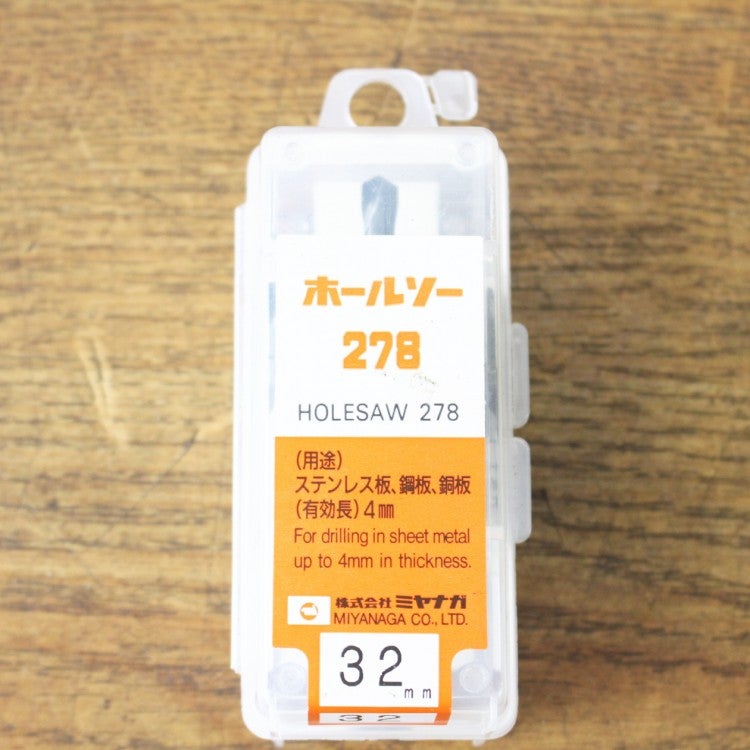 ホールソー
278
HOLESAW 278
(用途)
ステンレス板、鋼板、銅板
(有効長)4㎜
For drilling in sheet metal
up to 4mm in thickness.
株式会社 ミヤナガ
MIYANAGA CO., LTD.
32mm
32